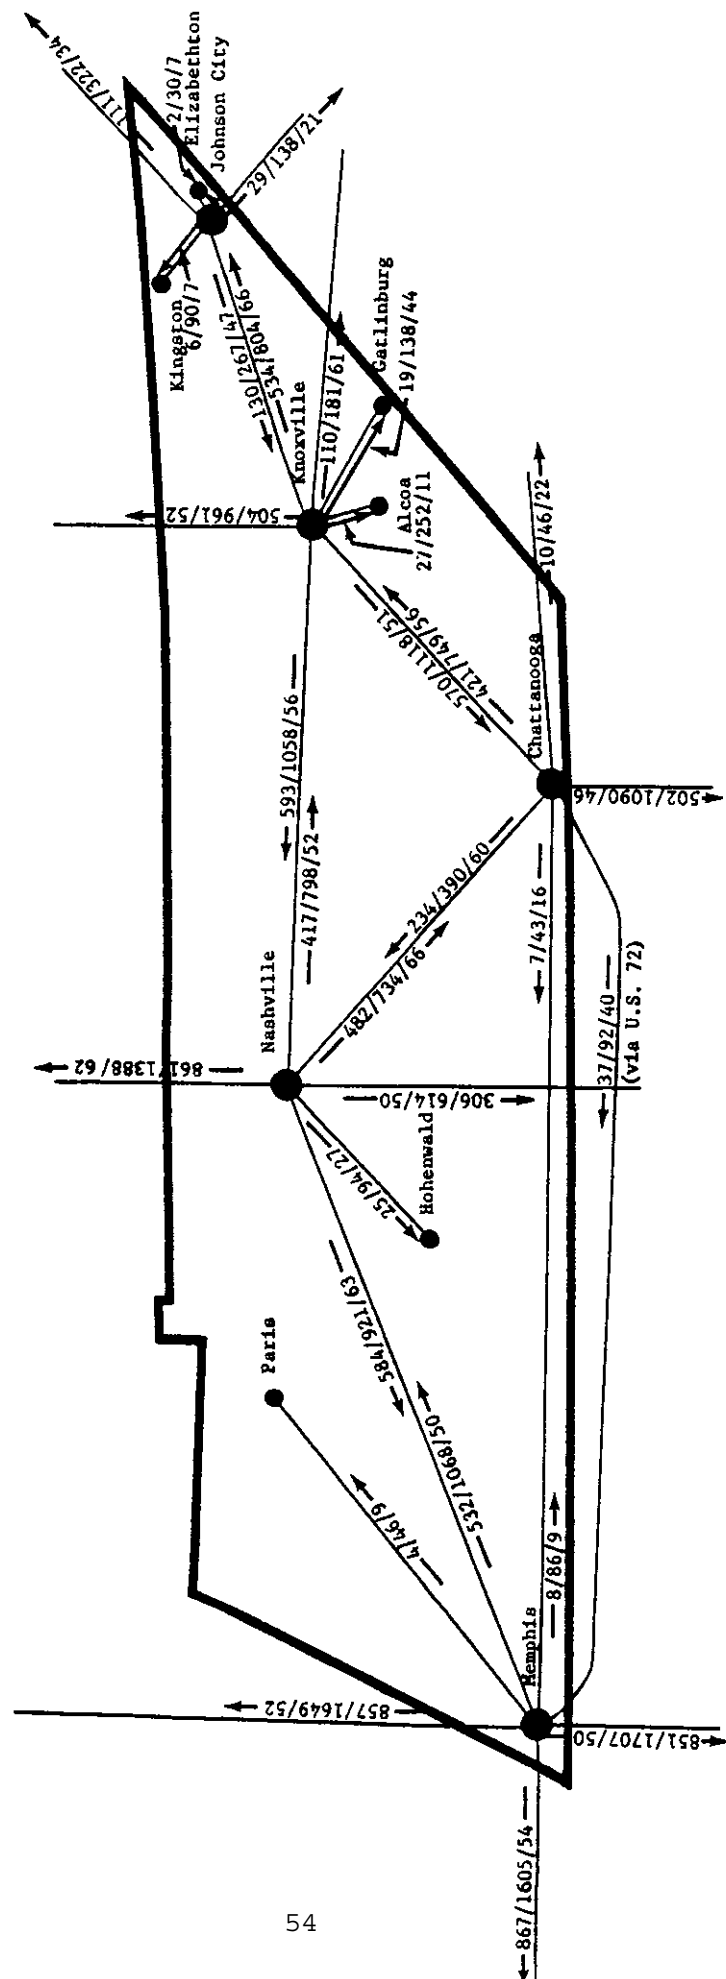 111/322/34
2/30/7
Elizabethton
Johnson City
29/138/21
Kingston
6/90/7
130/267/47
534/804/66
Knoxville
110/181/61
Gatlinburg
19/138/44
Alcoa
27/252/11
504/961/52
10/46/22
421/749/56
570/1118/51
Chattanooga
593/1058/56
417/798/52
502/1090/46
234/390/60
482/734/66
7/43/16
Nashville
37/92/40
(via U.S. 72)
861/1388/62
306/614/50
Hohenwald
25/94/27
584/921/63
Paris
532/1068/50
4/46/9
8/86/9
Memphis
857/1649/52
851/1707/50
867/1605/54
54